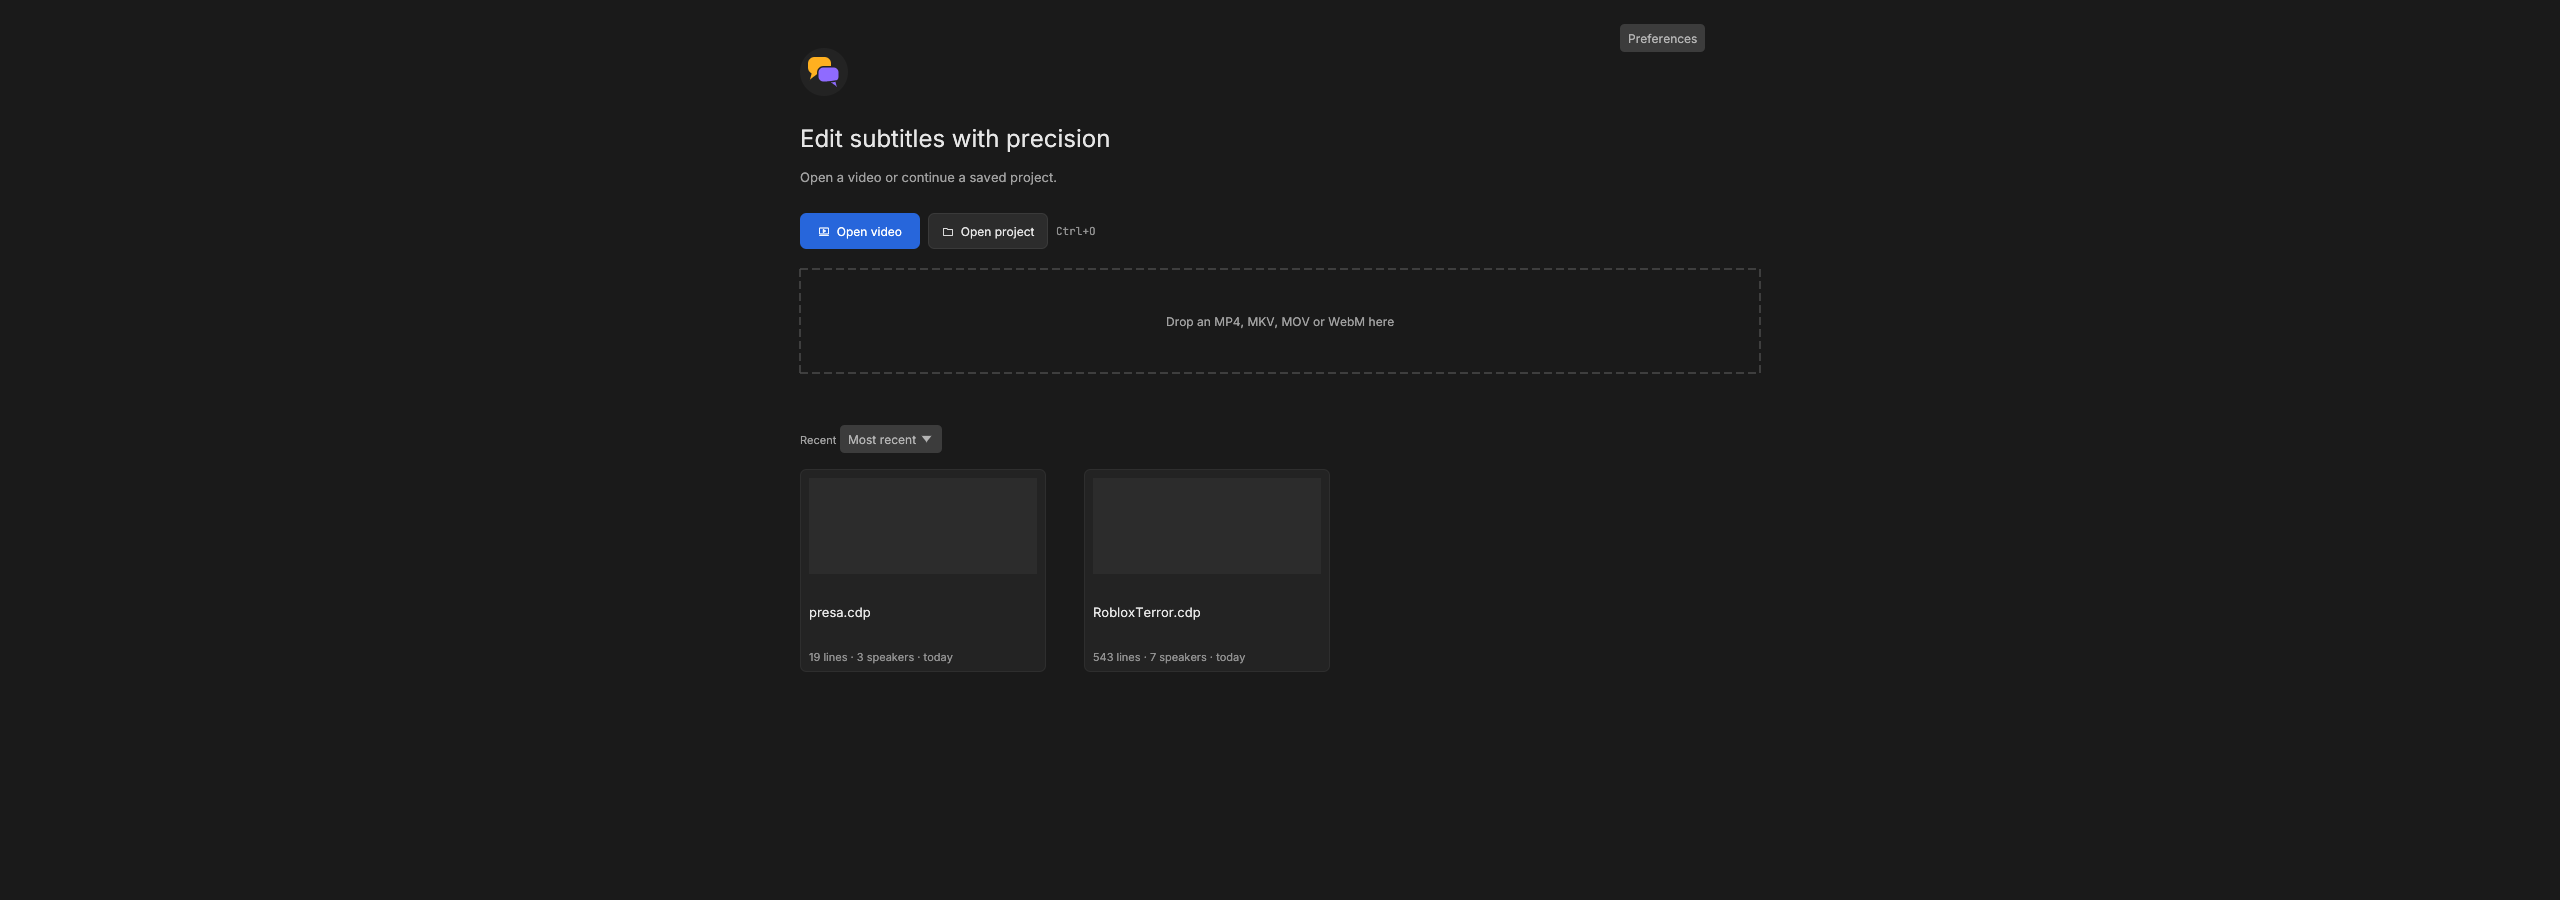 Preferences
Edit subtitles with precision
Open a video or continue a saved project.
Open video
Open project
Ctrl+O
Drop an MP4, MKV, MOV or WebM here
Recent
Most recent
presa.cdp
19 lines · 3 speakers · today
RobloxTerror.cdp
543 lines · 7 speakers · today